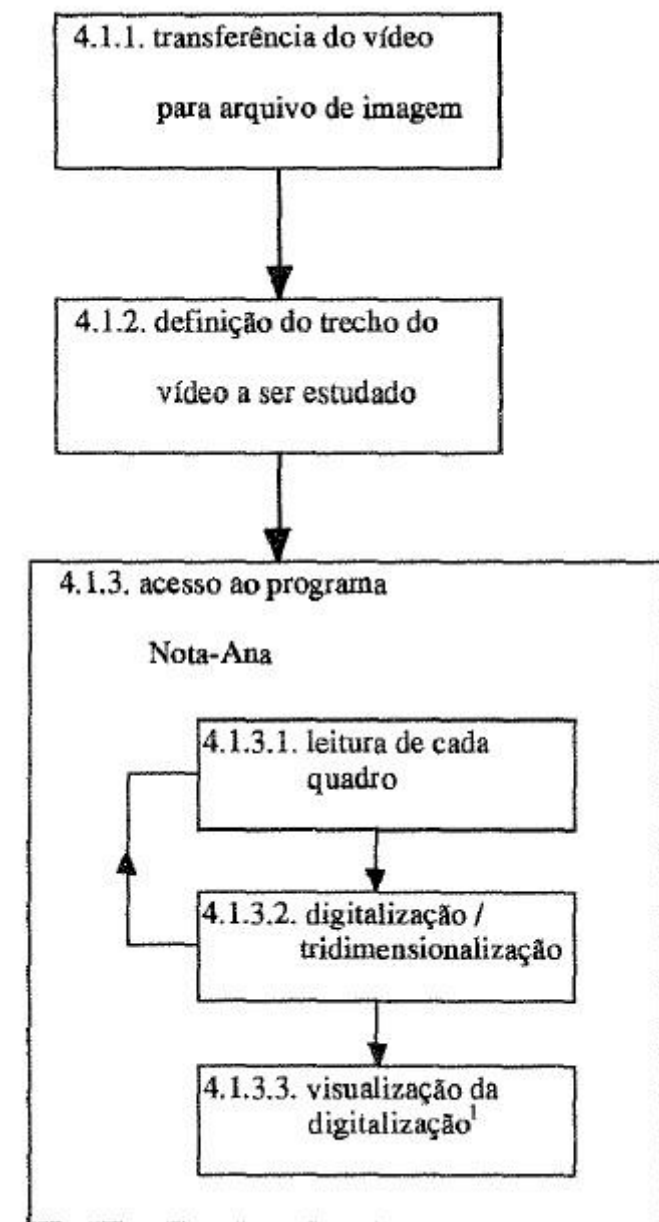 4.1.1. transferência do vídeo
para arquivo de imagem
4.1.2. definição do trecho do
vídeo a ser estudado
4.1.3. acesso ao programa
Nota-Ana
4.1.3.1. leitura de cada
quadro
4.1.3.2. digitalização /
tridimensionalização
4.1.3.3. visualização da
digitalização¹